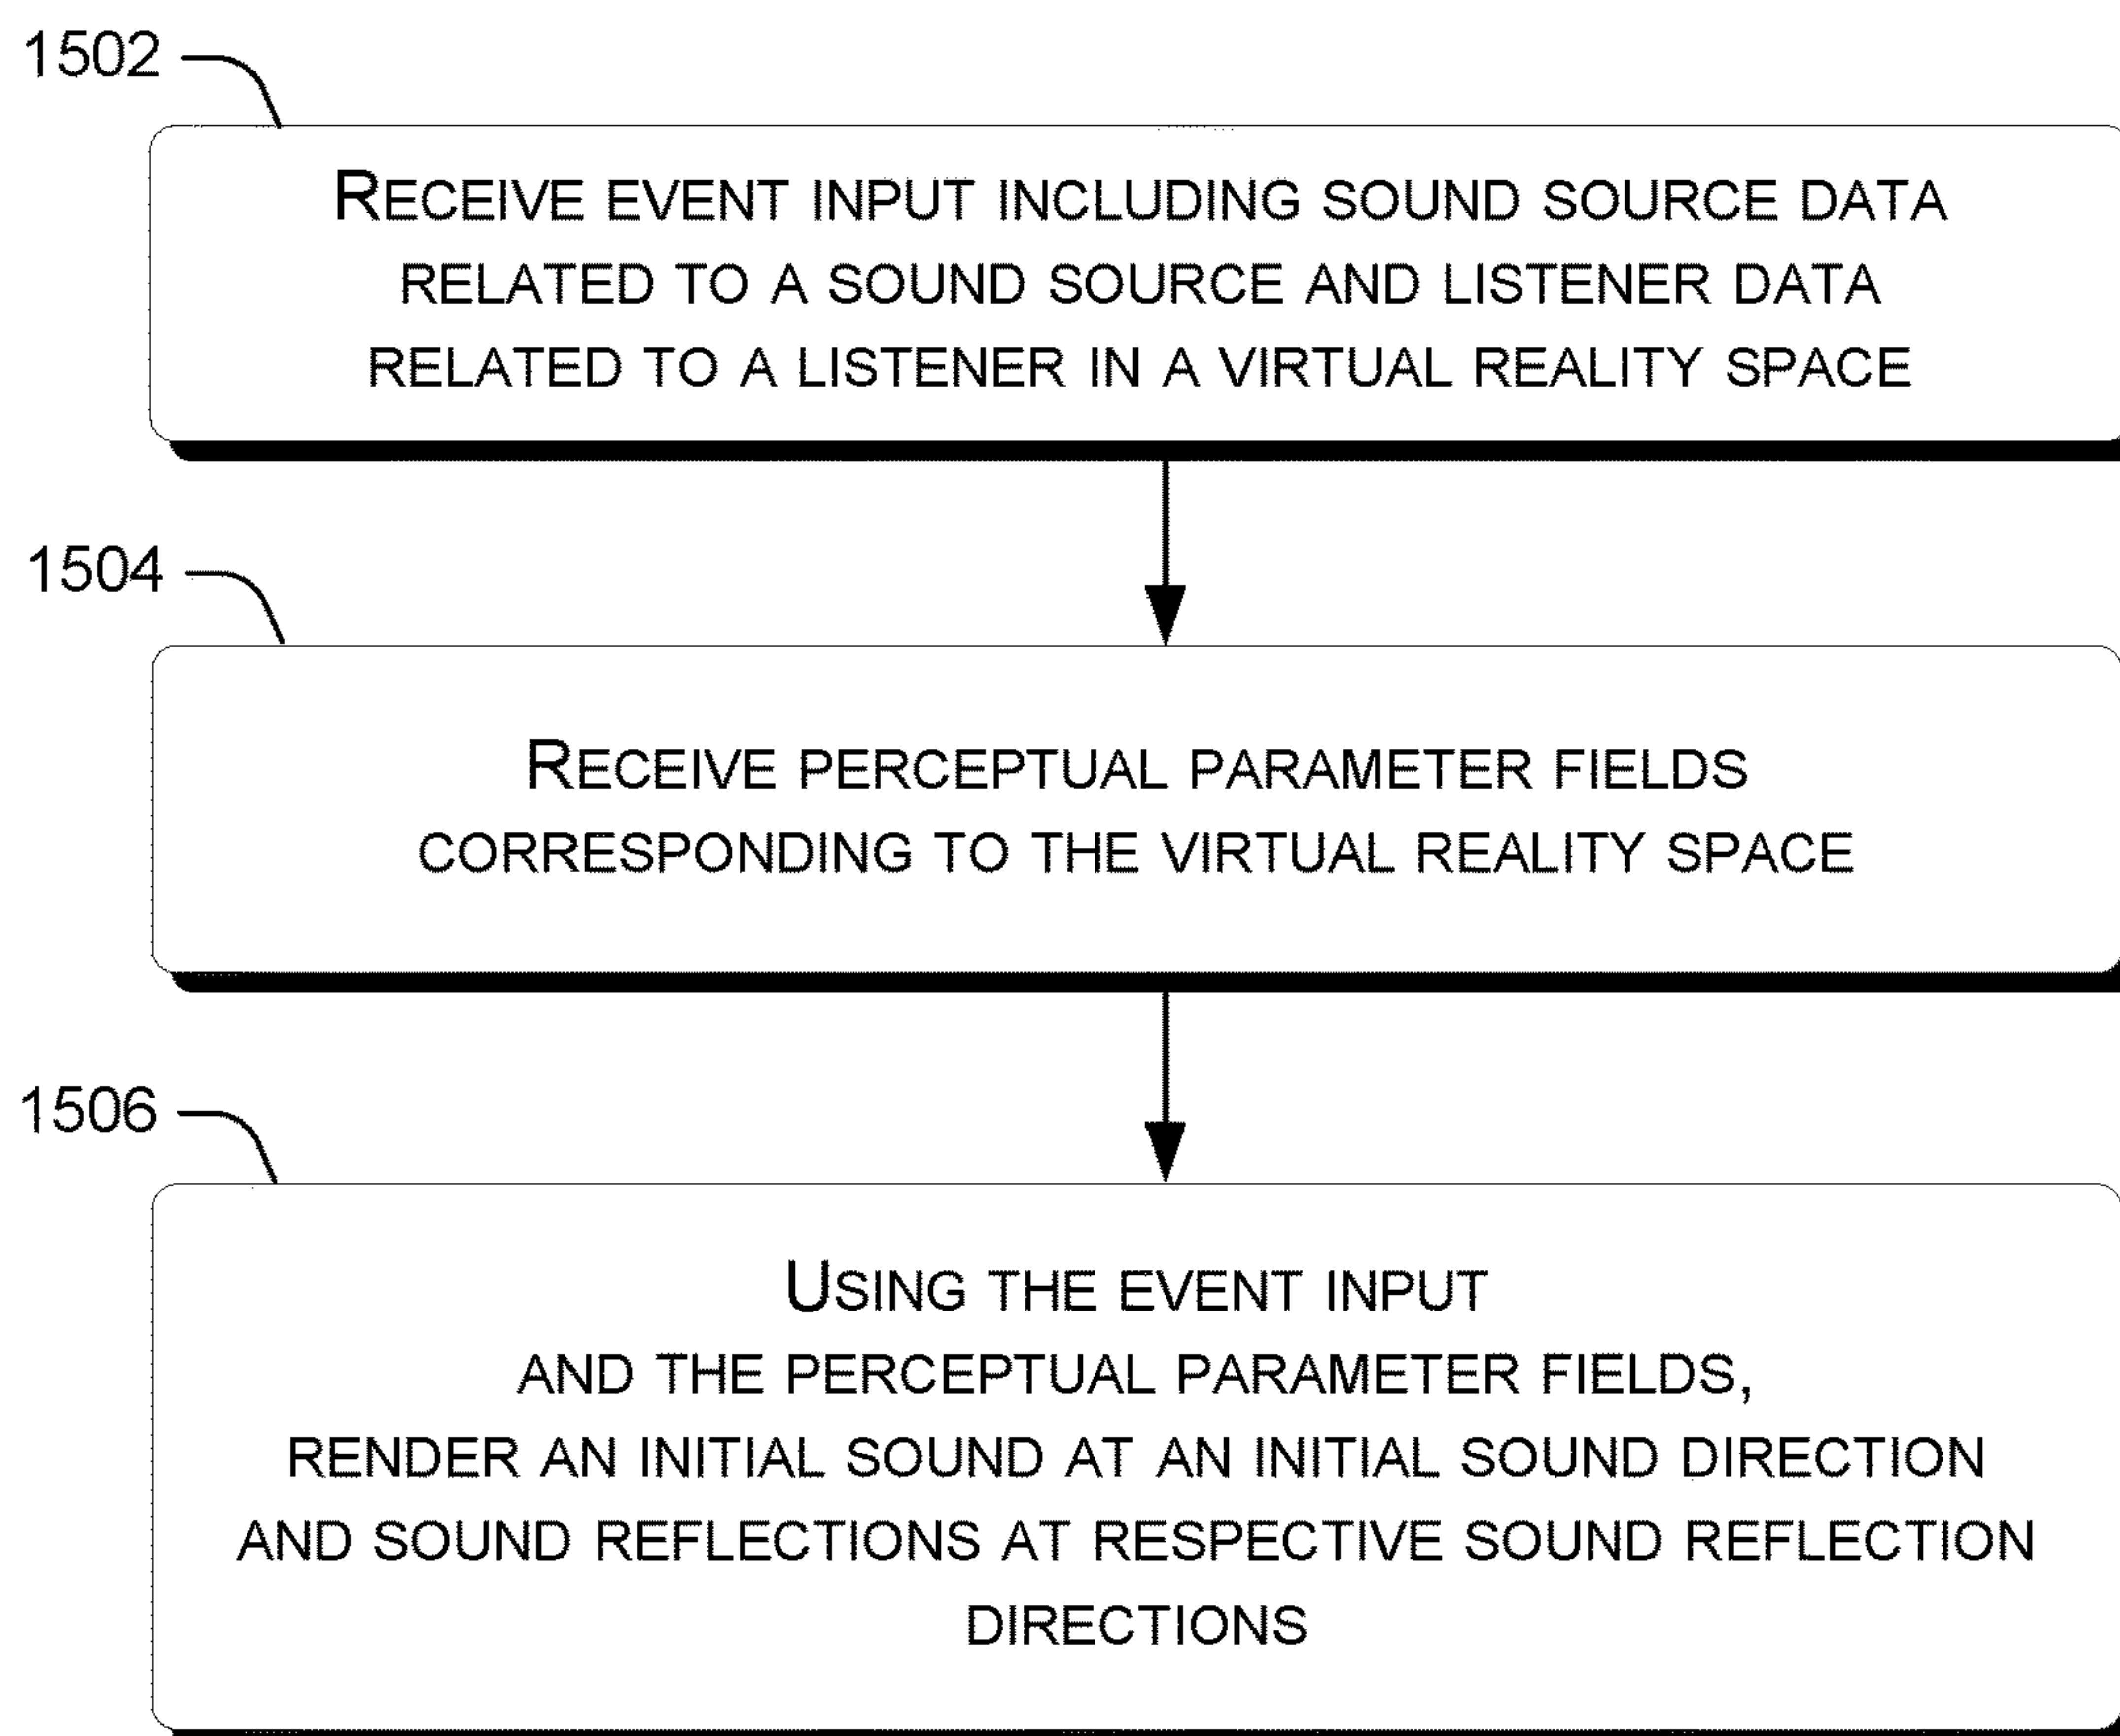 1502
RECEIVE EVENT INPUT INCLUDING SOUND SOURCE DATA
RELATED TO A SOUND SOURCE AND LISTENER DATA
RELATED TO A LISTENER IN A VIRTUAL REALITY SPACE
1504
RECEIVE PERCEPTUAL PARAMETER FIELDS
CORRESPONDING TO THE VIRTUAL REALITY SPACE
1506
USING THE EVENT INPUT
AND THE PERCEPTUAL PARAMETER FIELDS,
RENDER AN INITIAL SOUND AT AN INITIAL SOUND DIRECTION
AND SOUND REFLECTIONS AT RESPECTIVE SOUND REFLECTION
DIRECTIONS